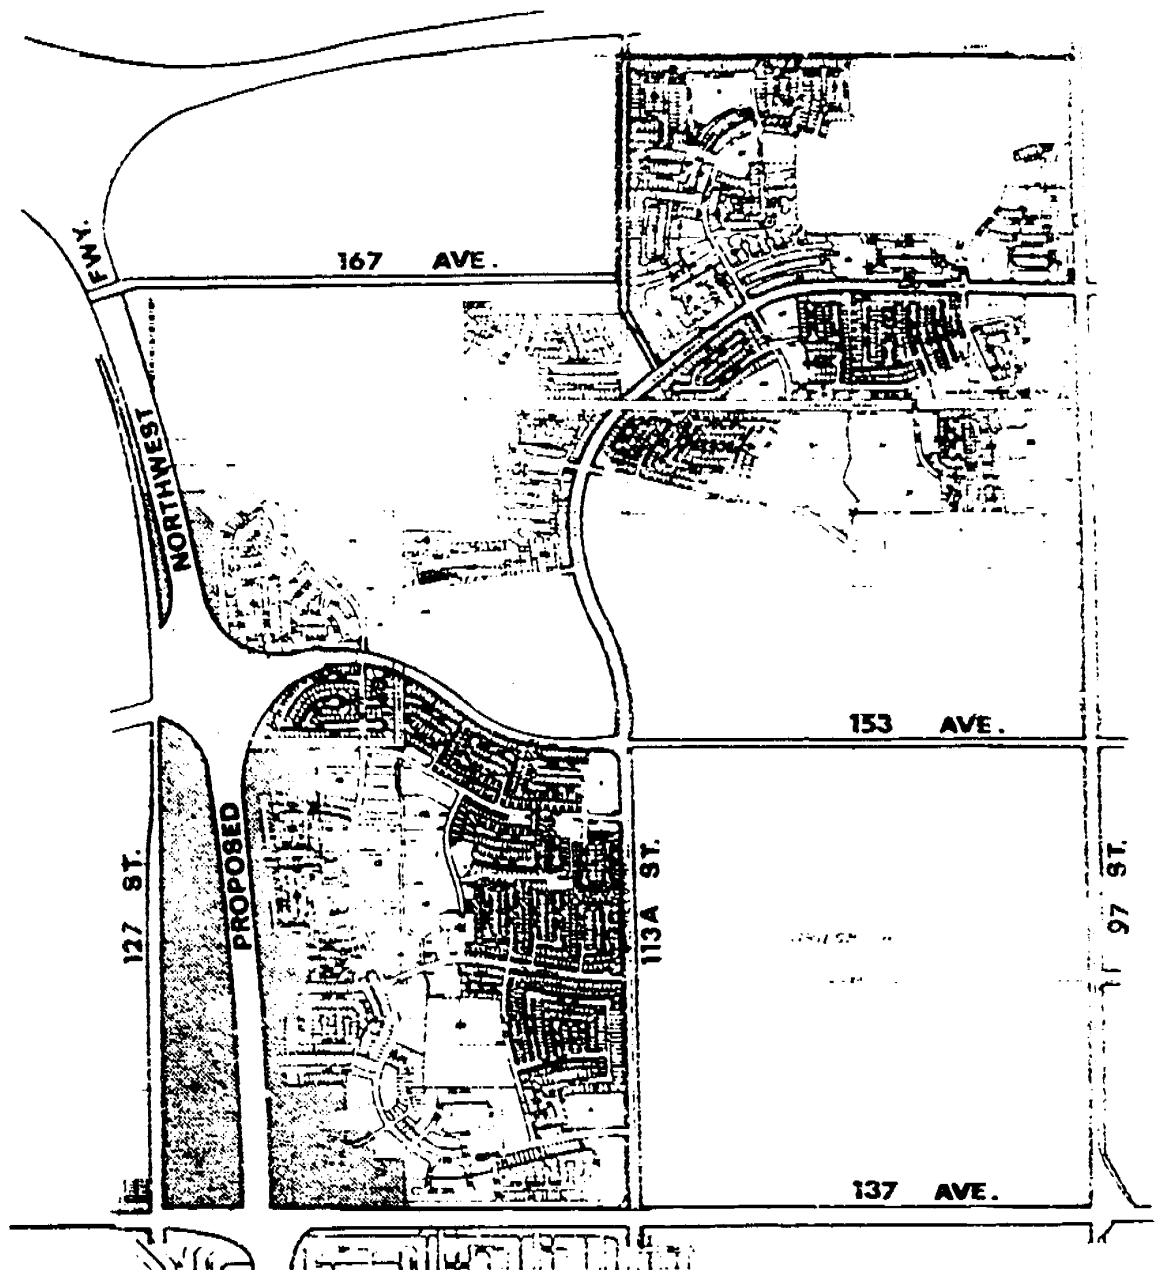 FWY.
167 AVE.
NORTHWEST
153 AVE.
PROPOSED
127 ST.
113A ST.
97 ST.
137 AVE.